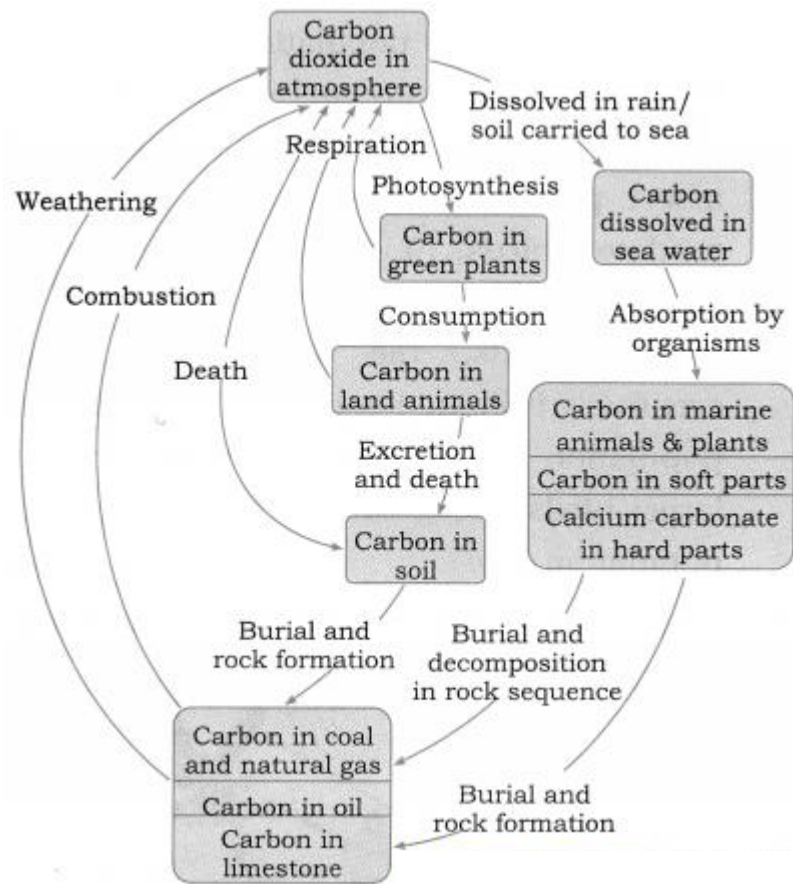 Carbon
dioxide in
atmosphere
Dissolved in rain/
soil carried to sea
Respiration
Weathering
Photosynthesis
Carbon
dissolved in
sea water
Carbon in
green plants
Combustion
Consumption
Absorption by
organisms
Death
Carbon in
land animals
Carbon in marine
animals & plants
Carbon in soft parts
Calcium carbonate
in hard parts
Excretion
and death
Carbon in
soil
Burial and
rock formation
Burial and
decomposition
in rock sequence
Carbon in coal
and natural gas
Carbon in oil
Carbon in
limestone
Burial and
rock formation